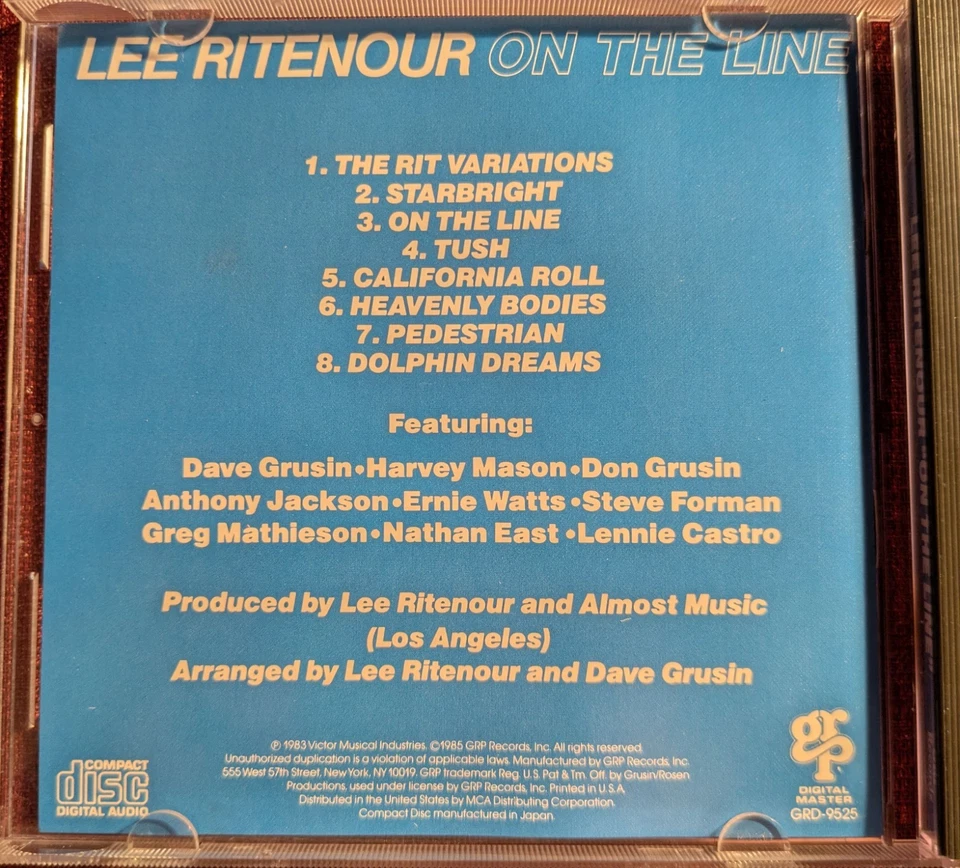 LEE RITENOUR ON THE LINE
1. THE RIT VARIATIONS
2. STARBRIGHT
3. ON THE LINE
4. TUSH
5. CALIFORNIA ROLL
6. HEAVENLY BODIES
7. PEDESTRIAN
8. DOLPHIN DREAMS
Featuring:
Dave Grusin•Harvey Mason•Don Grusin
Anthony Jackson•Ernie Watts•Steve Forman
Greg Mathieson•Nathan East•Lennie Castro
Produced by Lee Ritenour and Almost Music
(Los Angeles)
Arranged by Lee Ritenour and Dave Grusin
℗ 1983 Victor Musical Industries. ©1985 GRP Records, Inc. All rights reserved.
Unauthorized duplication is a violation of applicable laws. Manufactured by GRP Records, Inc.
555 West 57th Street, New York, NY 10019. GRP trademark Reg. U.S. Pat & Tm. Off. by Grusin/Rosen
Productions, used under license by GRP Records, Inc. Printed in U.S.A.
Distributed in the United States by MCA Distributing Corporation.
Compact Disc manufactured in Japan
COMPACT
disc
DIGITAL AUDIO
grp
DIGITAL
MASTER
GRD-9525
LEE RITENOUR "ON THE LINE"